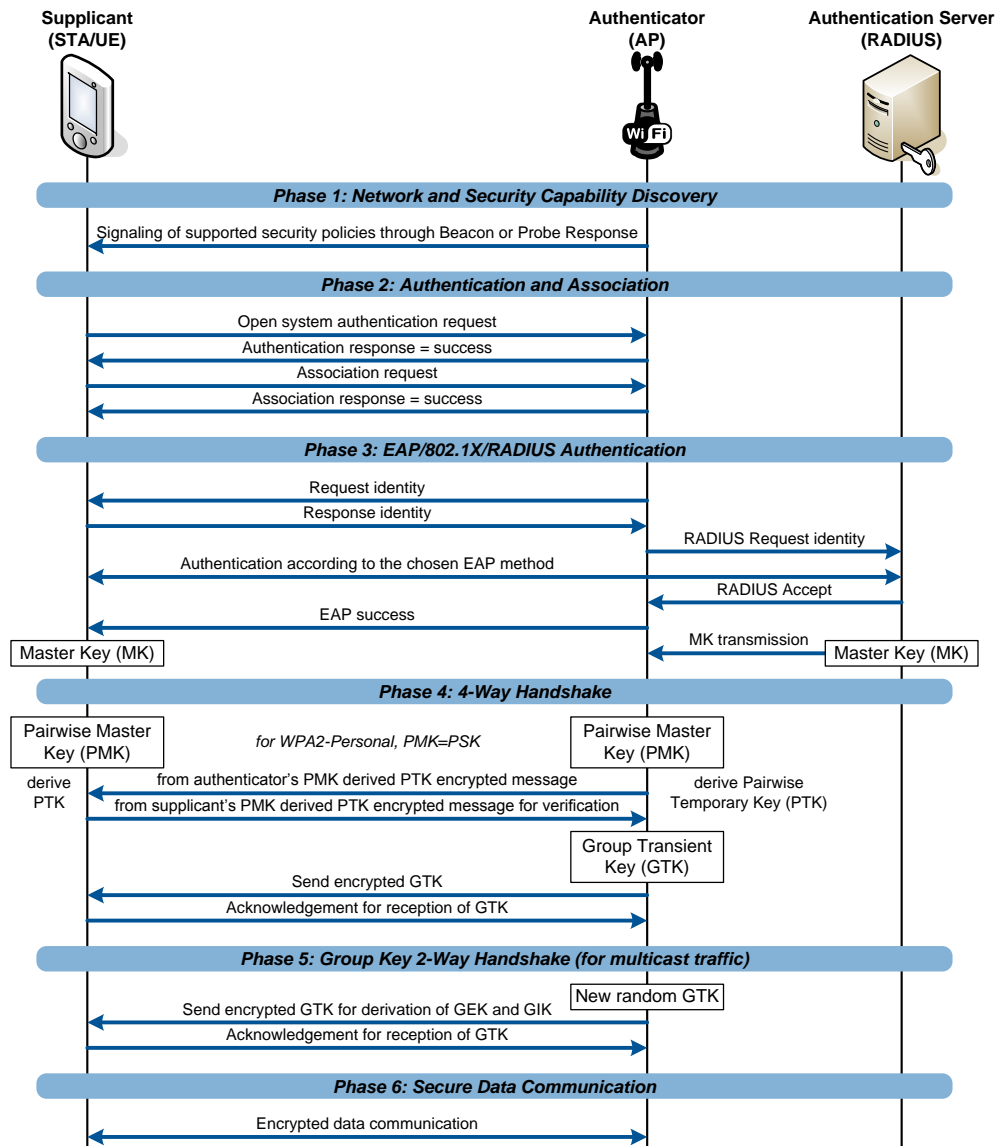 Supplicant
(STA/UE)
Authenticator
(AP)
Authentication Server
(RADIUS)
Wi Fi
Phase 1: Network and Security Capability Discovery
Signaling of supported security policies through Beacon or Probe Response
Phase 2: Authentication and Association
Open system authentication request
Authentication response = success
Association request
Association response = success
Phase 3: EAP/802.1X/RADIUS Authentication
Request identity
Response identity
RADIUS Request identity
Authentication according to the chosen EAP method
RADIUS Accept
EAP success
MK transmission
Master Key (MK)
Master Key (MK)
Phase 4: 4-Way Handshake
Pairwise Master
Key (PMK)
for WPA2-Personal, PMK=PSK
Pairwise Master
Key (PMK)
derive
PTK
from authenticator's PMK derived PTK encrypted message
derive Pairwise
Temporary Key (PTK)
from supplicant's PMK derived PTK encrypted message for verification
Group Transient
Key (GTK)
Send encrypted GTK
Acknowledgement for reception of GTK
Phase 5: Group Key 2-Way Handshake (for multicast traffic)
New random GTK
Send encrypted GTK for derivation of GEK and GIK
Acknowledgement for reception of GTK
Phase 6: Secure Data Communication
Encrypted data communication